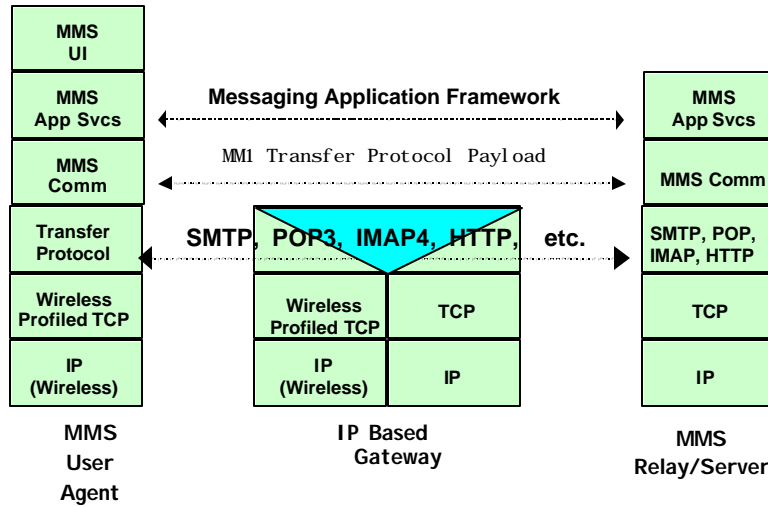 MMS
UI
MMS
App Svcs
Messaging Application Framework
MMS
App Svcs
MMS
Comm
MM1 Transfer Protocol Payload
MMS Comm
Transfer
Protocol
SMTP, POP3, IMAP4, HTTP, etc.
SMTP, POP,
IMAP, HTTP
Wireless
Profiled TCP
Wireless
Profiled TCP
TCP
TCP
IP
(Wireless)
IP
(Wireless)
IP
IP
MMS
User
Agent
IP Based
Gateway
MMS
Relay/Server